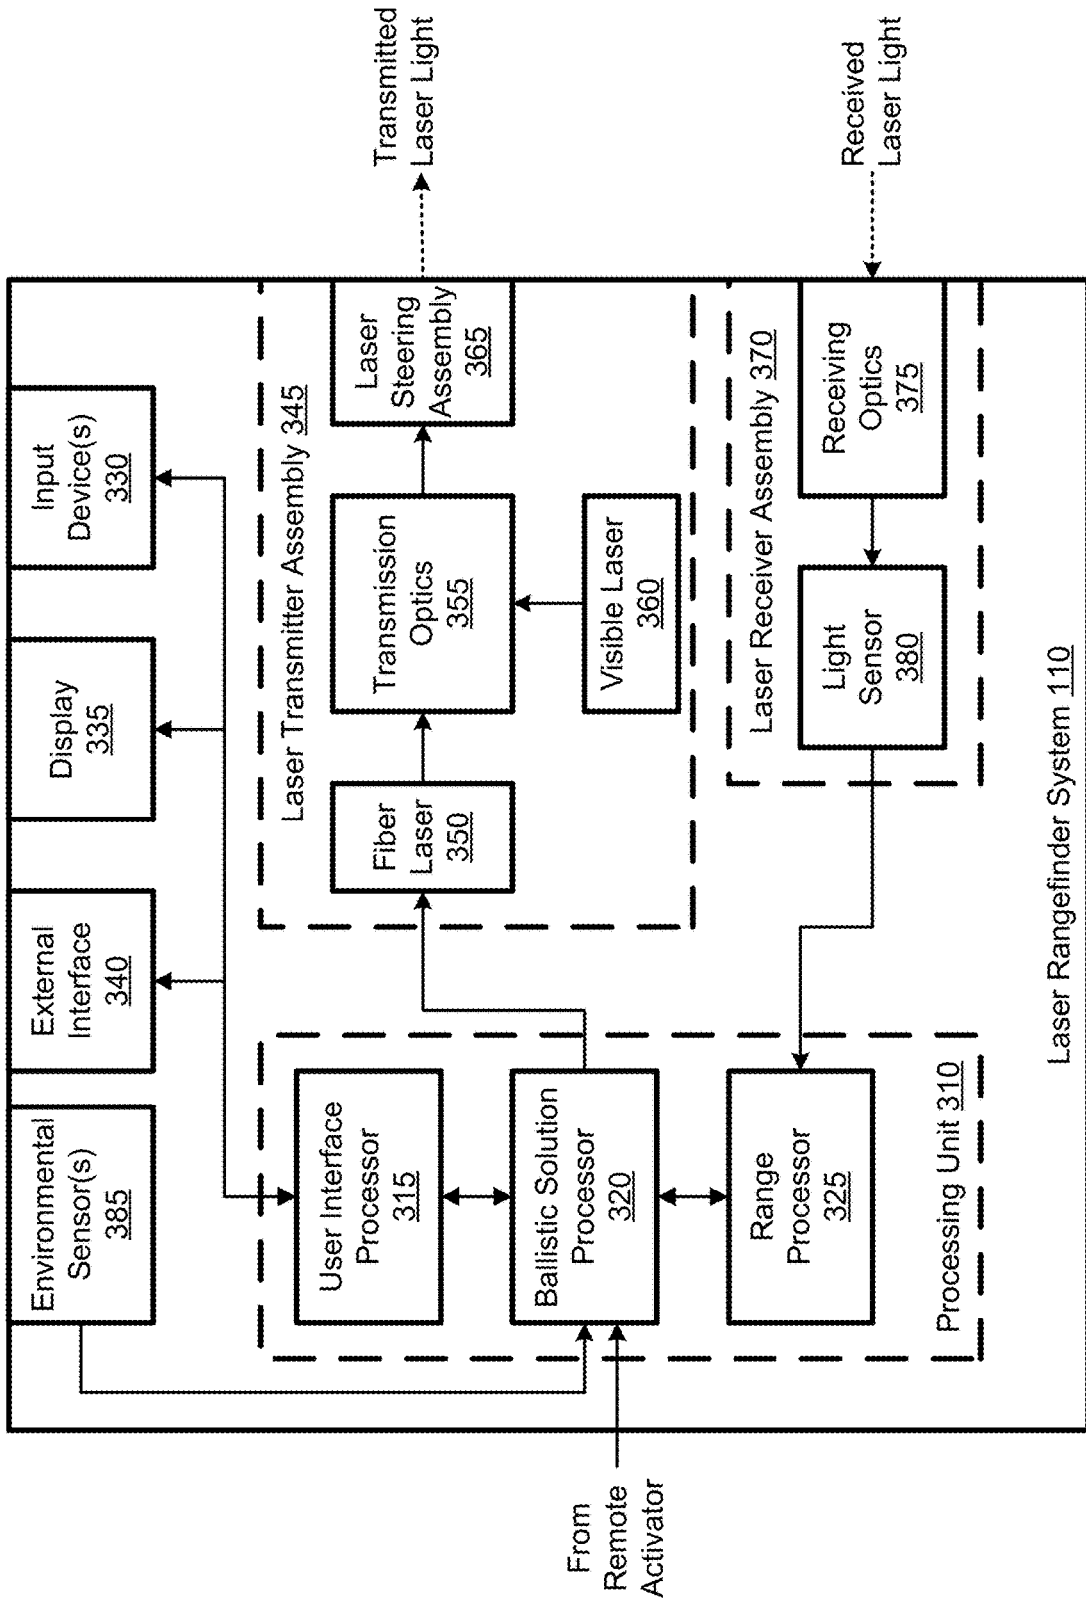 Environmental
Sensor(s)
385
External
Interface
340
Display
335
Input
Device(s)
330
User Interface
Processor
315
Ballistic Solution
Processor
320
Range
Processor
325
Processing Unit 310
From
Remote
Activator
Laser Transmitter Assembly 345
Fiber
Laser
350
Transmission
Optics
355
Visible Laser
360
Laser
Steering
Assembly
365
Transmitted
Laser Light
Laser Receiver Assembly 370
Light
Sensor
380
Receiving
Optics
375
Received
Laser Light
Laser Rangefinder System 110